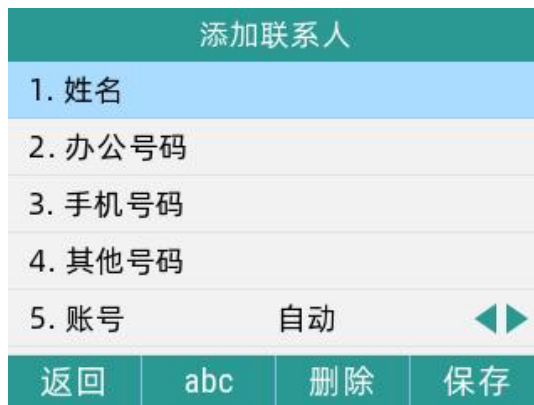 添加联系人
1. 姓名
2. 办公号码
3. 手机号码
4. 其他号码
5. 账号 自动
返回 abc 删除 保存